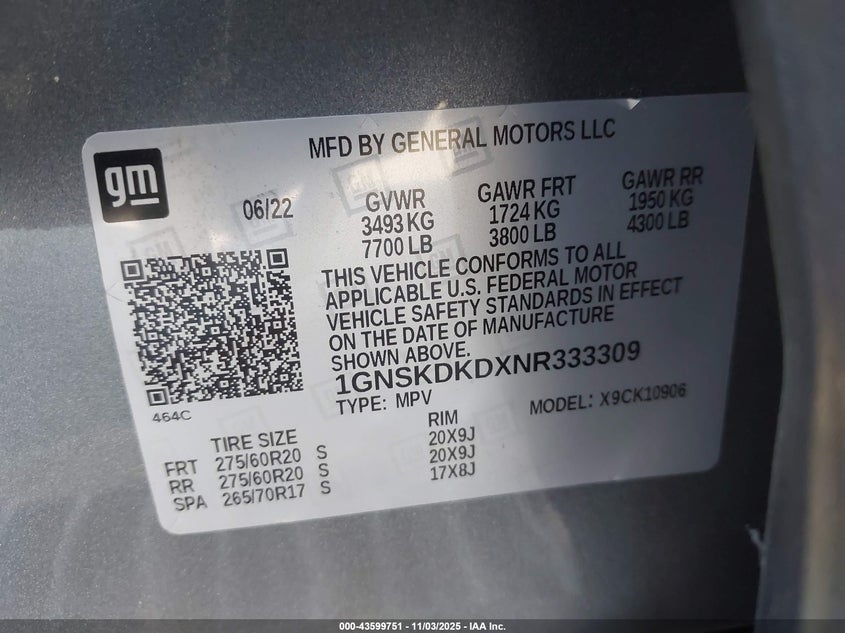 MFD BY GENERAL MOTORS LLC
gm
06/22
GVWR GAWR FRT GAWR RR
3493 KG 1724 KG 1950 KG
7700 LB 3800 LB 4300 LB
THIS VEHICLE CONFORMS TO ALL
APPLICABLE U.S. FEDERAL MOTOR
VEHICLE SAFETY STANDARDS IN EFFECT
ON THE DATE OF MANUFACTURE
SHOWN ABOVE.
1GNSKDKDXNR333309
TYPE: MPV MODEL: X9CK10906
464C
TIRE SIZE RIM
FRT 275/60R20 S 20X9J
RR 275/60R20 S 20X9J
SPA 265/70R17 S 17X8J
000-43599751 - 11/03/2025 - IAA Inc.